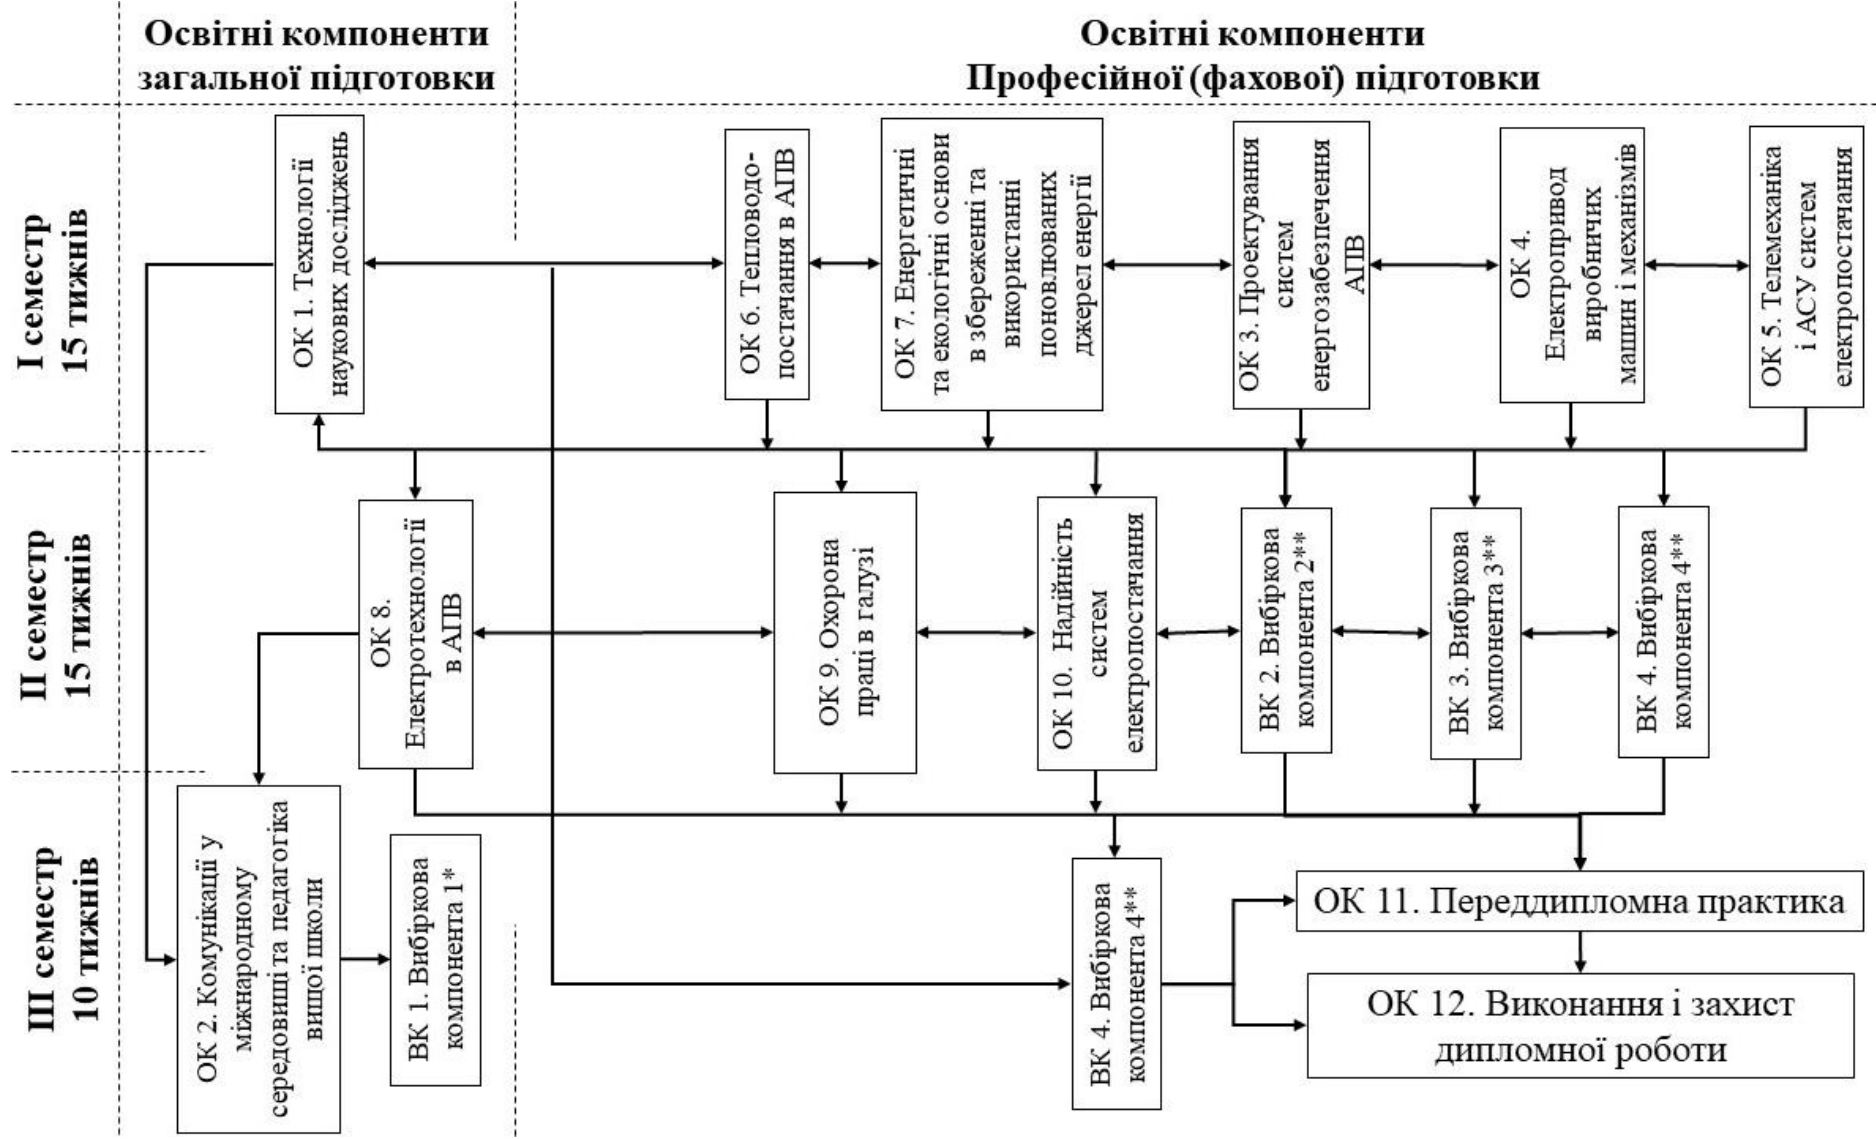 Освітні компоненти
загальної підготовки
Освітні компоненти
Професійної (фахової) підготовки
І семестр
15 тижнів
ОК 1. Технології
наукових досліджень
ОК 6. Тепловодо-
постачання в АПВ
ОК 7. Енергетичні
та екологічні основи
в збереженні та
використанні
поновлюваних
джерел енергії
ОК 3. Проектування
систем
енергозабезпечення
АПВ
ОК 4.
Електропривод
виробничих
машин і механізмів
ОК 5. Телемеханіка
і АСУ систем
електропостачання
ІІ семестр
15 тижнів
ОК 8.
Електротехнології
в АПВ
ОК 9. Охорона
праці в галузі
ОК 10. Надійність
систем
електропостачання
ВК 2. Вибіркова
компонента 2**
ВК 3. Вибіркова
компонента 3**
ВК 4. Вибіркова
компонента 4**
ІІІ семестр
10 тижнів
ОК 2. Комунікації у
міжнародному
середовищі та педагогіка
вищої школи
ВК 1. Вибіркова
компонента 1*
ВК 4. Вибіркова
компонента 4**
ОК 11. Переддипломна практика
ОК 12. Виконання і захист
дипломної роботи